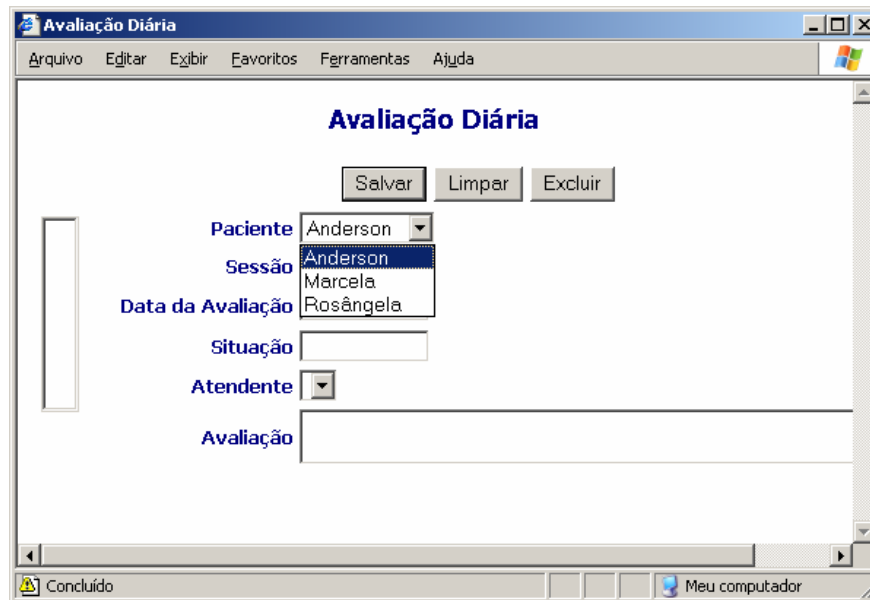 Avaliação Diária
Arquivo Editar Exibir Favoritos Ferramentas Ajuda
Avaliação Diária
Salvar Limpar Excluir
Paciente Anderson
Anderson
Sessão
Marcela
Data da Avaliação Rosângela
Situação
Atendente
Avaliação
Concluído Meu computador